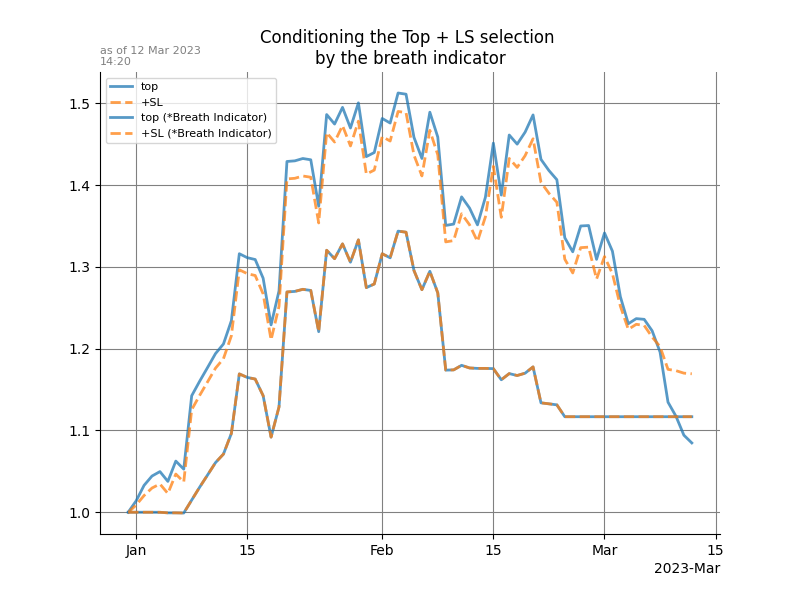 Conditioning the Top + LS selection
by the breath indicator
as of 12 Mar 2023
14:20
top
+SL
top (*Breath Indicator)
+SL (*Breath Indicator)
1.5
1.4
1.3
1.2
1.1
1.0
Jan 15 Feb 15 Mar 15
2023-Mar